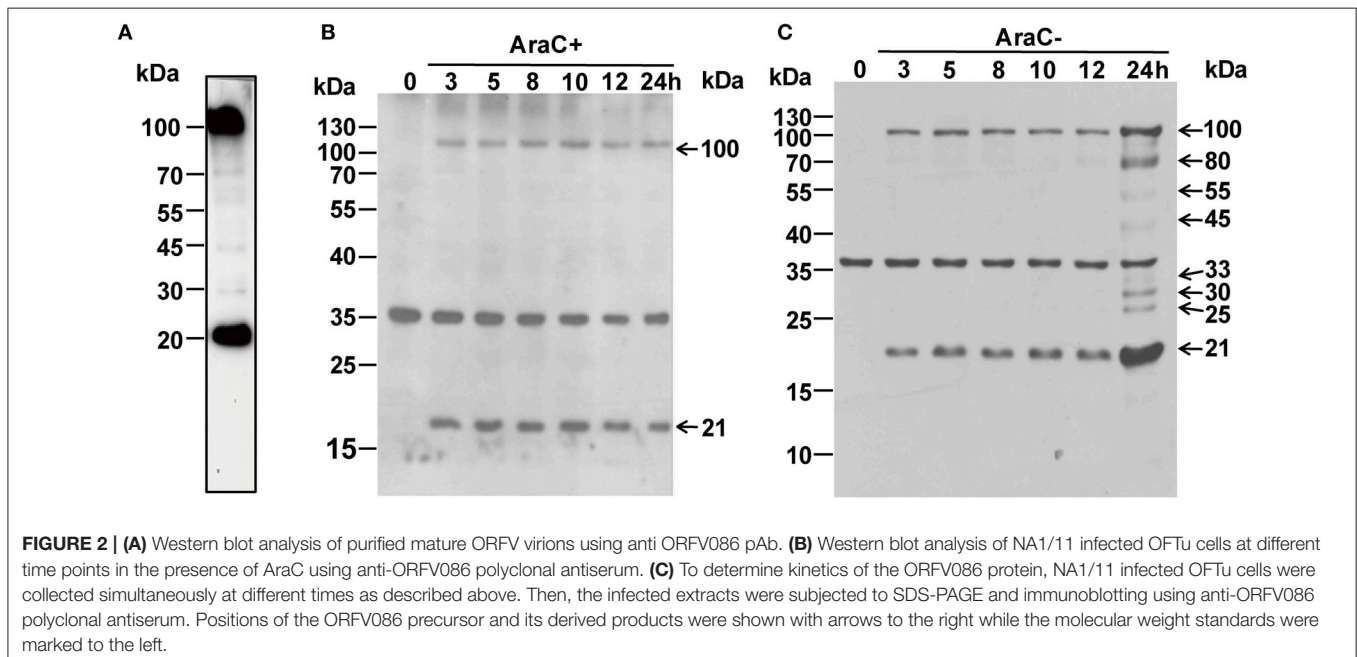 A
kDa
100
70
55
45
30
20
B
AraC+
kDa
0 3 5 8 10 12 24h
kDa
130
100
70
55
40
35
25
15
←100
←21
C
AraC-
kDa
0 3 5 8 10 12 24h
kDa
130
100
70
55
40
35
25
15
10
←100
←80
←55
←45
←33
←30
←25
←21
FIGURE 2 | (A) Western blot analysis of purified mature ORFV virions using anti ORFV086 pAb. (B) Western blot analysis of NA1/11 infected OFTu cells at different
time points in the presence of AraC using anti-ORFV086 polyclonal antiserum. (C) To determine kinetics of the ORFV086 protein, NA1/11 infected OFTu cells were
collected simultaneously at different times as described above. Then, the infected extracts were subjected to SDS-PAGE and immunoblotting using anti-ORFV086
polyclonal antiserum. Positions of the ORFV086 precursor and its derived products were shown with arrows to the right while the molecular weight standards were
marked to the left.